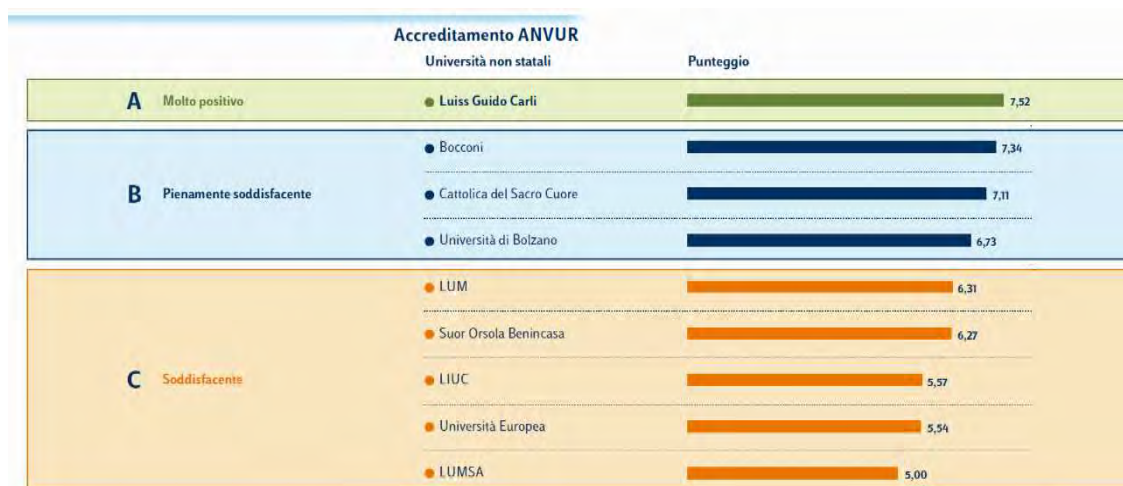 Accreditamento ANVUR
Università non statali Punteggio
A Molto positivo Luiss Guido Carli 7,52
Bocconi 7,34
B Pienamente soddisfacente Cattolica del Sacro Cuore 7,11
Università di Bolzano 6,73
LUM 6,31
Suor Orsola Benincasa 6,27
C Soddisfacente LIUC 5,57
Università Europea 5,54
LUMSA 5,00